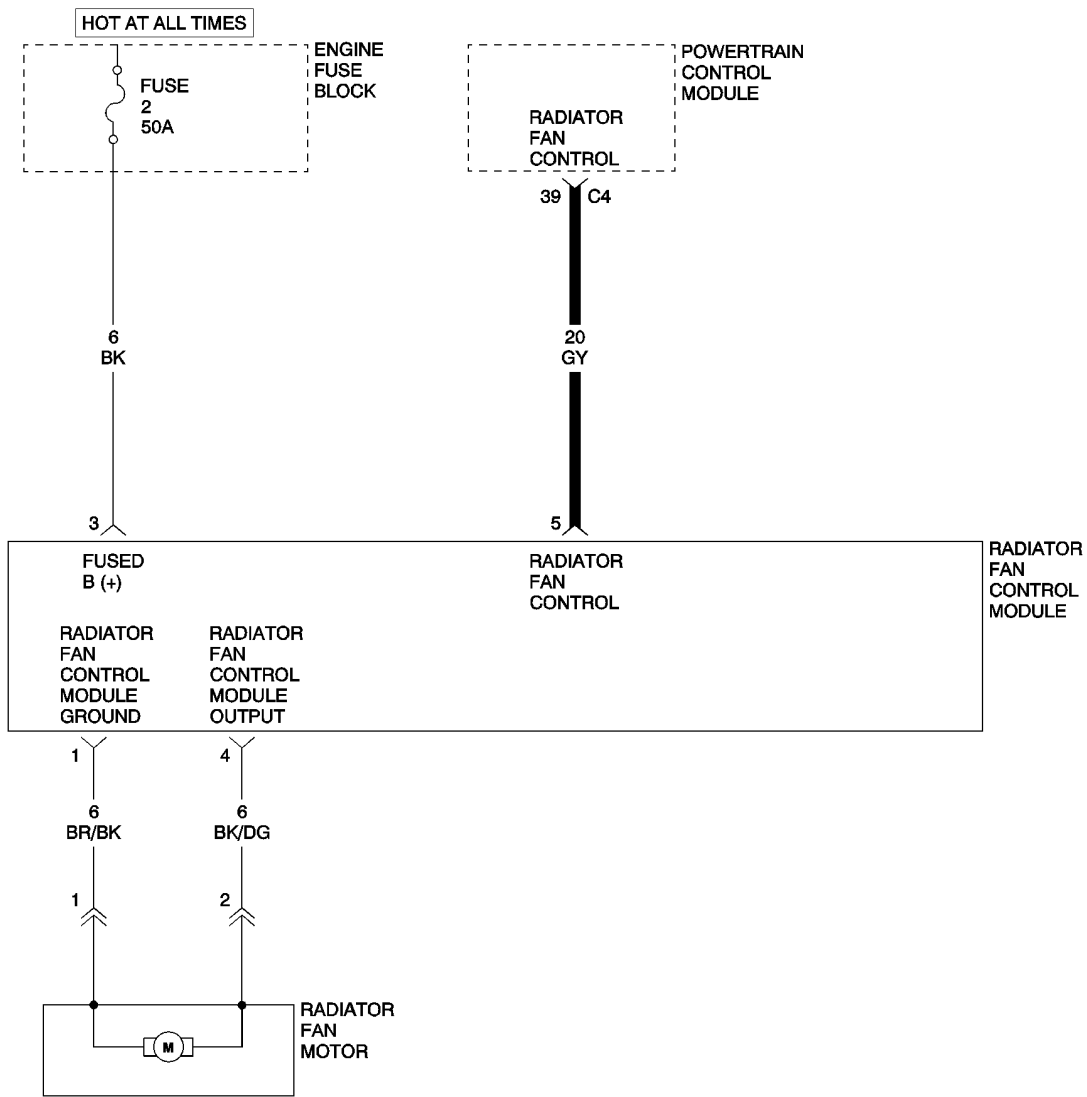 HOT AT ALL TIMES
ENGINE
FUSE
BLOCK
FUSE
2
50A
POWERTRAIN
CONTROL
MODULE
RADIATOR
FAN
CONTROL
39
C4
6
BK
20
GY
3
5
FUSED
B (+)
RADIATOR
FAN
CONTROL
RADIATOR
FAN
CONTROL
MODULE
RADIATOR
FAN
CONTROL
MODULE
GROUND
RADIATOR
FAN
CONTROL
MODULE
OUTPUT
1
4
6
BR/BK
6
BK/DG
1
2
RADIATOR
FAN
MOTOR
M